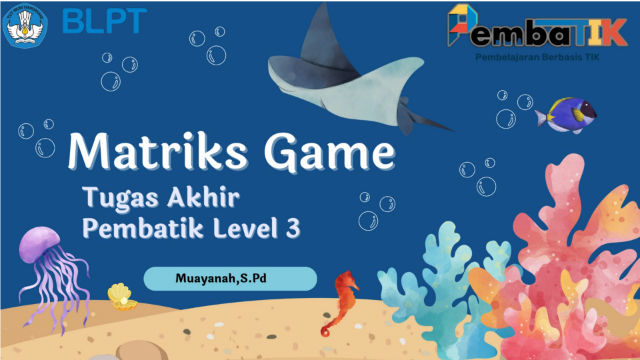 BLPT
PembaTIK
Pembelajaran Berbasis TIK
Matriks Game
Tugas Akhir
Pembatik Level 3
Muayanah,S.Pd